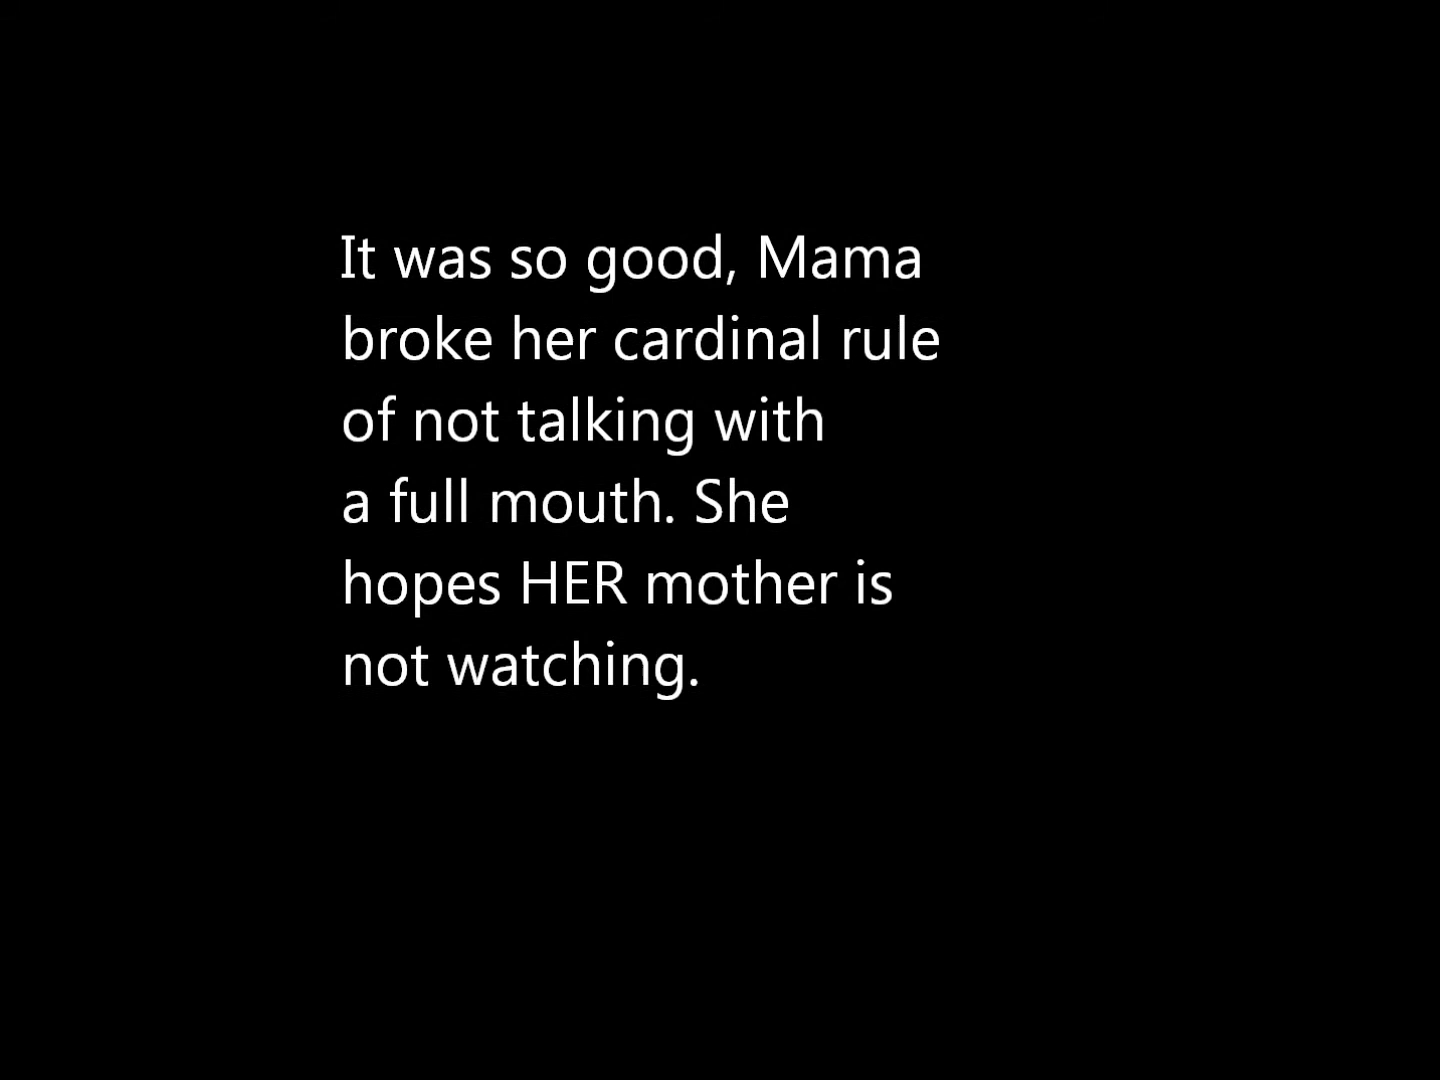 It was so good, Mama
broke her cardinal rule
of not talking with
a full mouth. She
hopes HER mother is
not watching.